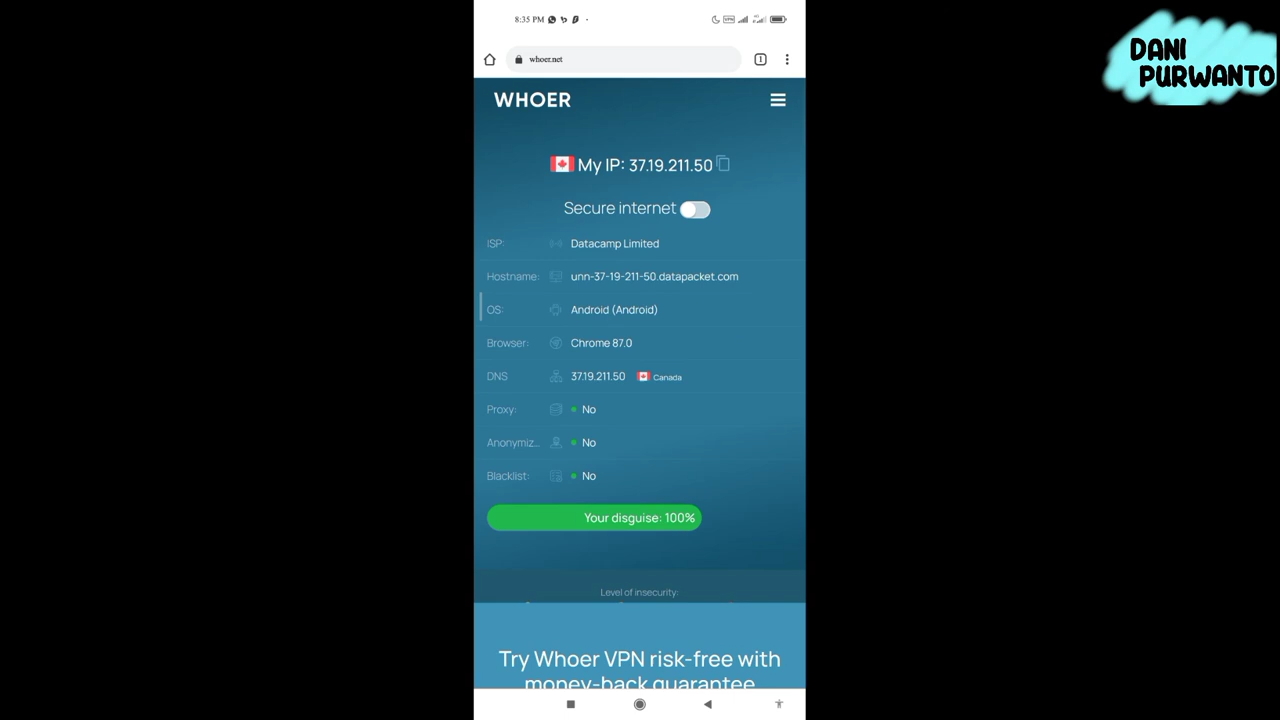 8:35 PM
DANI
PURWANTO
whoer.net
1
WHOER
My IP: 37.19.211.50
Secure internet
ISP: Datacamp Limited
Hostname: unn-37-19-211-50.datapacket.com
OS: Android (Android)
Browser: Chrome 87.0
DNS 37.19.211.50 Canada
Proxy: No
Anonymiz... No
Blacklist: No
Your disguise: 100%
Level of insecurity:
Try Whoer VPN risk-free with
money-back guarantee